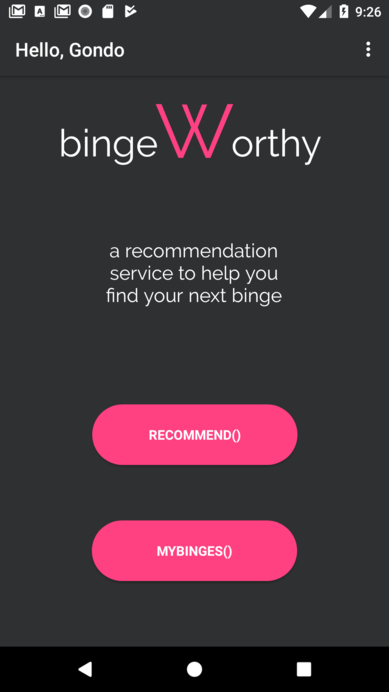 9:26
Hello, Gondo
bingeWorthy
a recommendation
service to help you
find your next binge
RECOMMEND()
MYBINGES()